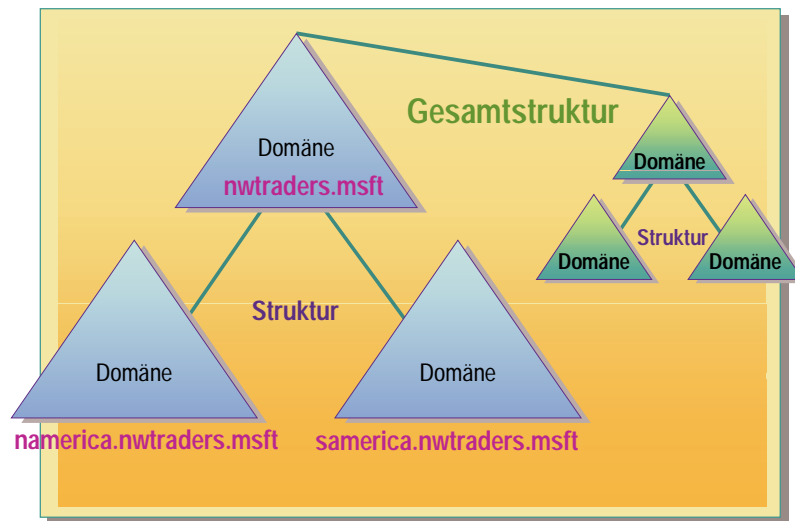 Gesamtstruktur
Domäne
nwtraders.msft
Domäne
Struktur
Domäne
Domäne
Struktur
Domäne
Domäne
namerica.nwtraders.msft
samerica.nwtraders.msft